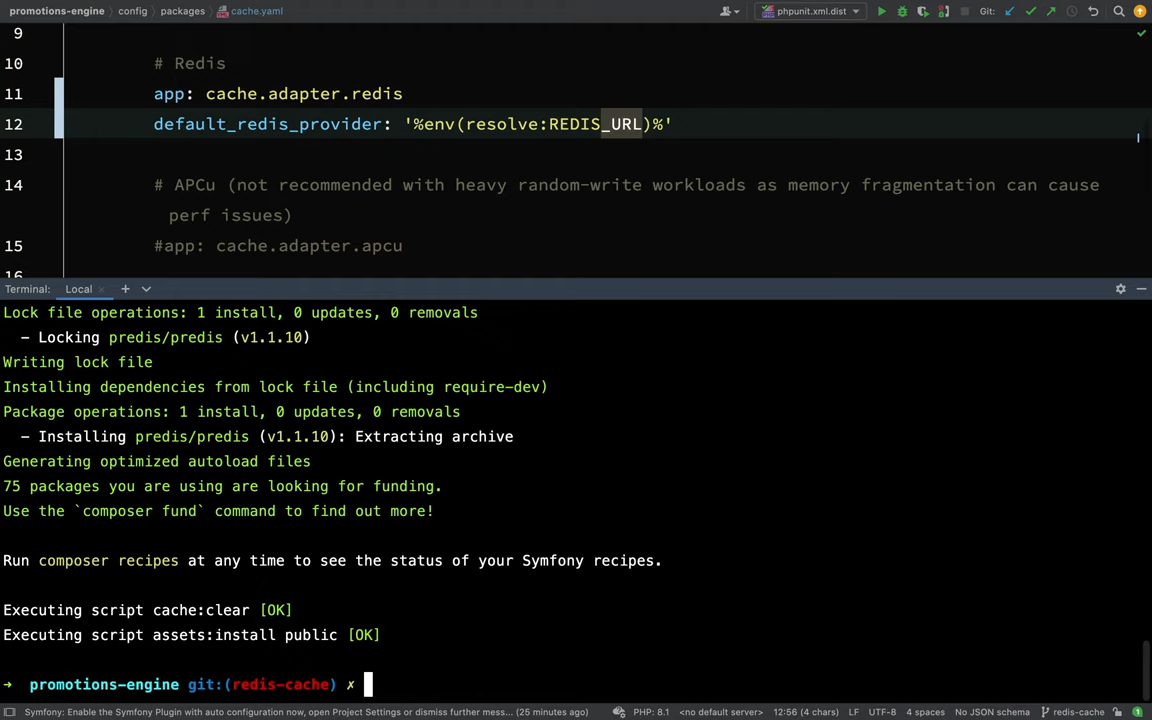 promotions-engine config packages cache.yaml phpunit.xml.dist Git:
9
10 # Redis
11 app: cache.adapter.redis
12 default_redis_provider: '%env(resolve:REDIS_URL)%'
13
14 # APCu (not recommended with heavy random-write workloads as memory fragmentation can cause
perf issues)
15 #app: cache.adapter.apcu
16
Terminal: Local × +
Lock file operations: 1 install, 0 updates, 0 removals
– Locking predis/predis (v1.1.10)
Writing lock file
Installing dependencies from lock file (including require-dev)
Package operations: 1 install, 0 updates, 0 removals
– Installing predis/predis (v1.1.10): Extracting archive
Generating optimized autoload files
75 packages you are using are looking for funding.
Use the `composer fund` command to find out more!
Run composer recipes at any time to see the status of your Symfony recipes.
Executing script cache:clear [OK]
Executing script assets:install public [OK]
→ promotions-engine git:(redis-cache) ✗
Symfony: Enable the Symfony Plugin with auto configuration now, open Project Settings or dismiss further mess... (25 minutes ago) PHP: 8.1 <no default server> 12:56 (4 chars) LF UTF-8 4 spaces No JSON schema redis-cache 1